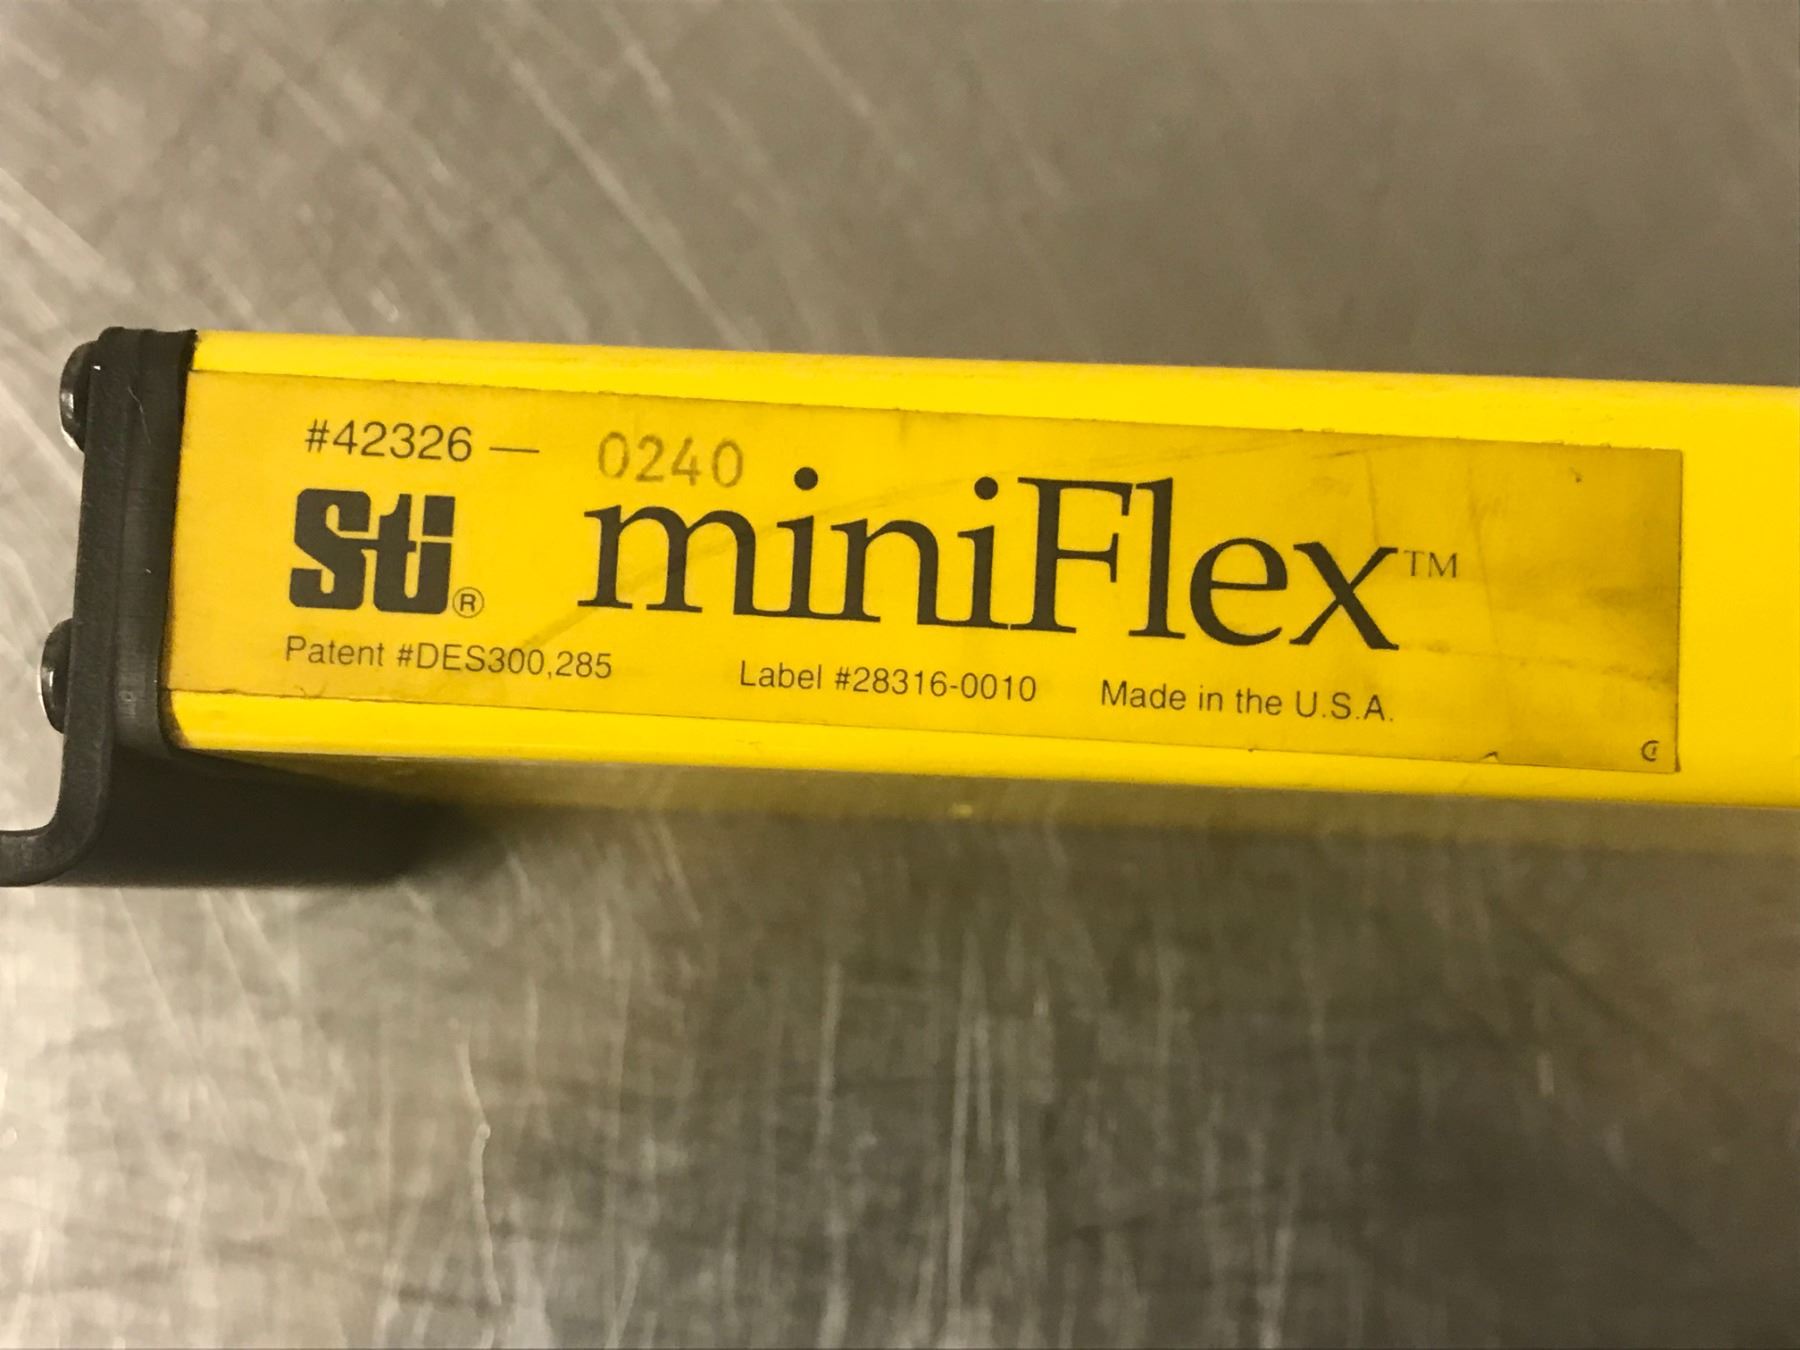 #42326 — 0240
Sti® miniFlex™
Patent #DES300,285 Label #28316-0010 Made in the U.S.A.